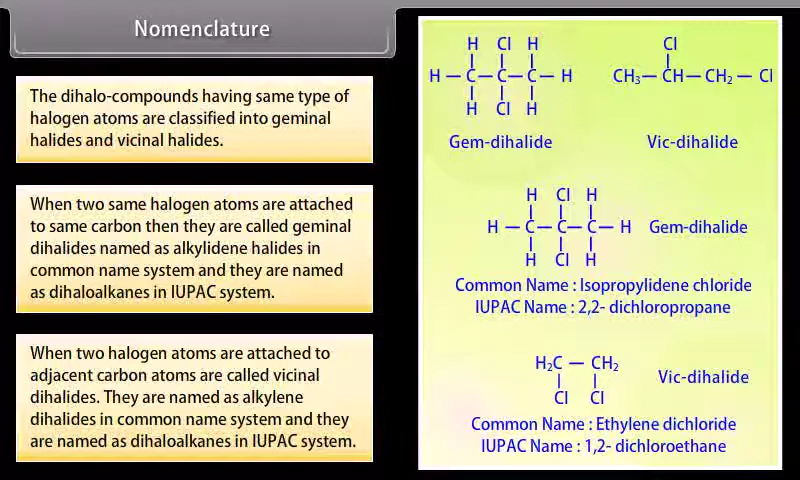 Nomenclature
The dihalo-compounds having same type of
halogen atoms are classified into geminal
halides and vicinal halides.
When two same halogen atoms are attached
to same carbon then they are called geminal
dihalides named as alkylidene halides in
common name system and they are named
as dihaloalkanes in IUPAC system.
When two halogen atoms are attached to
adjacent carbon atoms are called vicinal
dihalides. They are named as alkylene
dihalides in common name system and they
are named as dihaloalkanes in IUPAC system.
H Cl H
H — C — C — C — H
H Cl H
Gem-dihalide
Cl
CH₃ — CH — CH₂ — Cl
Vic-dihalide
H Cl H
H — C — C — C — H Gem-dihalide
H Cl H
Common Name : Isopropylidene chloride
IUPAC Name : 2,2- dichloropropane
H₂C — CH₂
Vic-dihalide
Cl Cl
Common Name : Ethylene dichloride
IUPAC Name : 1,2- dichloroethane